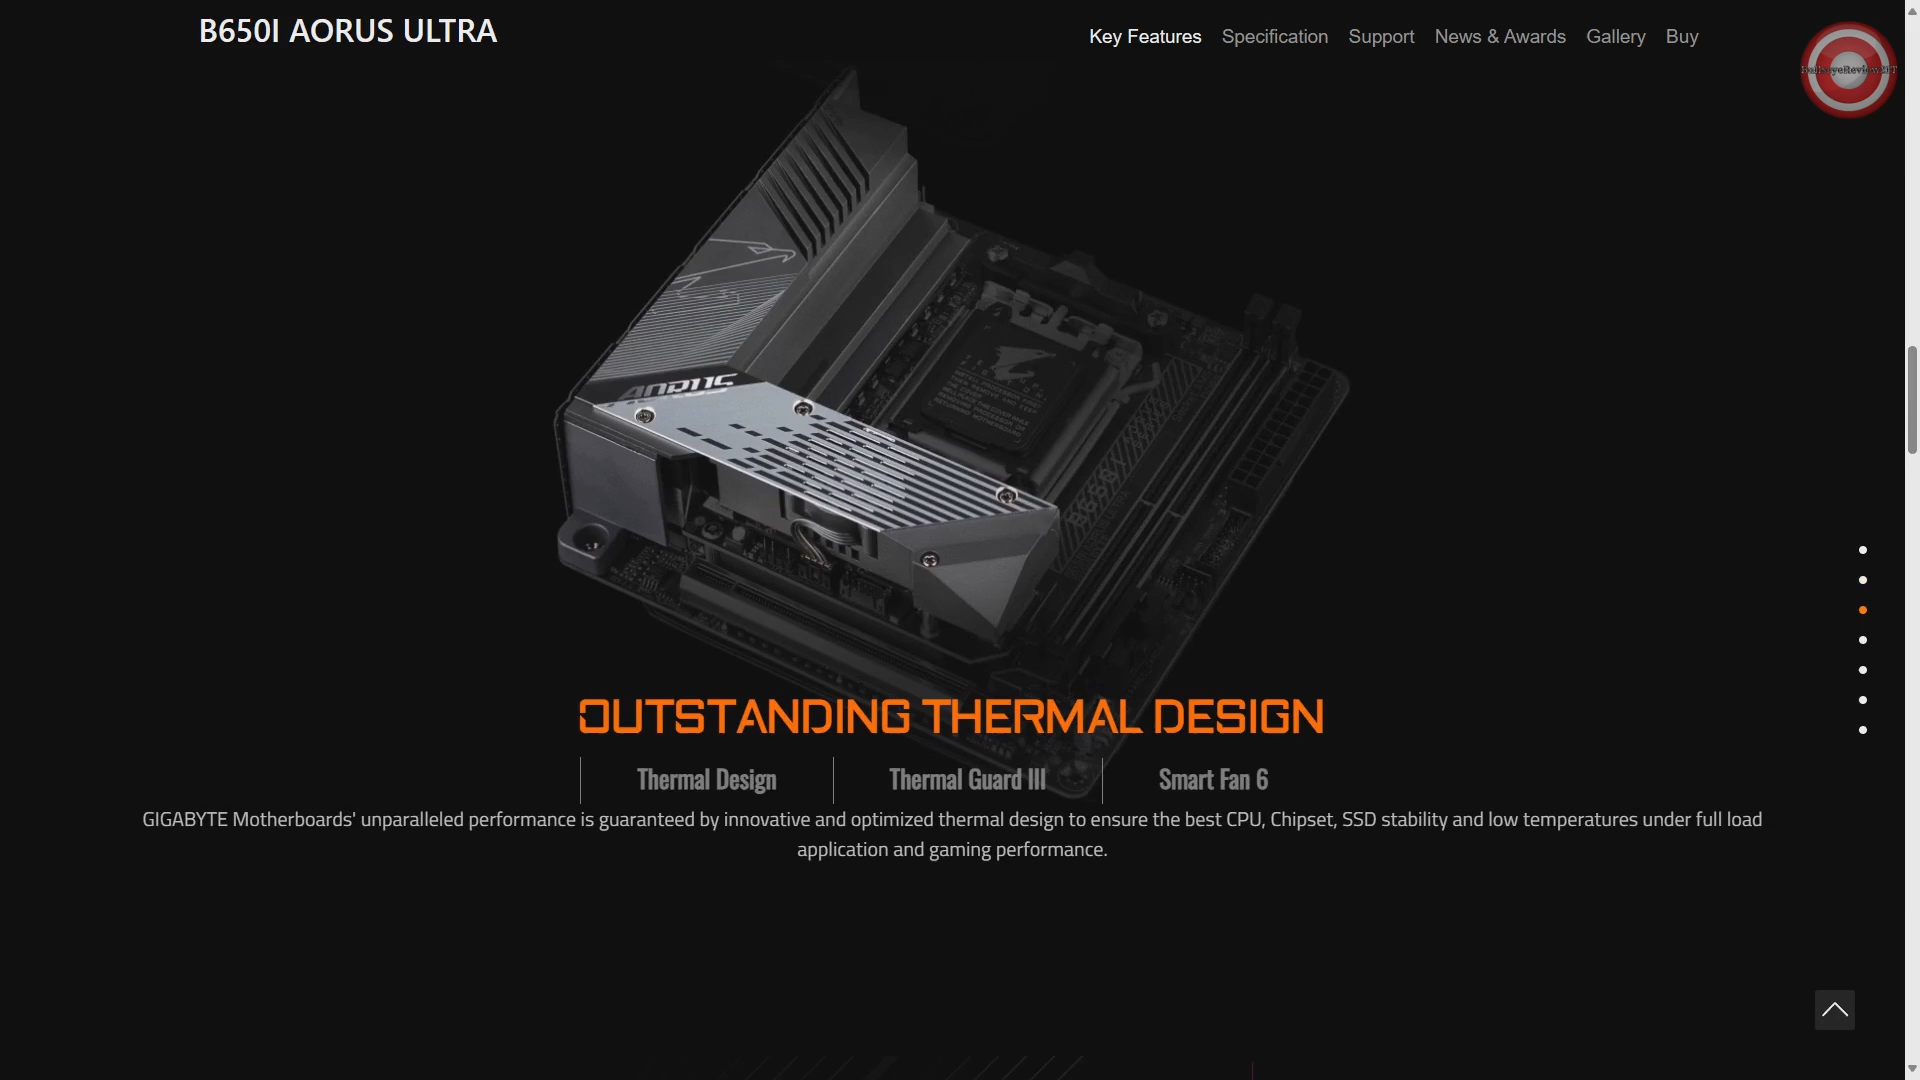 B650I AORUS ULTRA
Key Features Specification Support News & Awards Gallery Buy
AORUS
OUTSTANDING THERMAL DESIGN
Thermal Design Thermal Guard III Smart Fan 6
GIGABYTE Motherboards' unparalleled performance is guaranteed by innovative and optimized thermal design to ensure the best CPU, Chipset, SSD stability and low temperatures under full load
application and gaming performance.